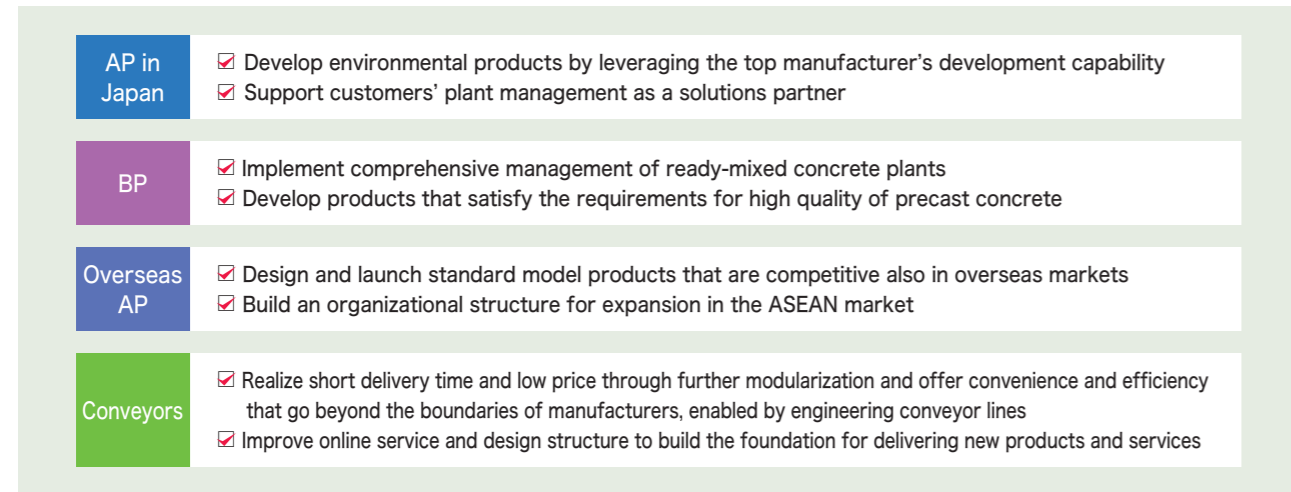 AP in
Japan
Develop environmental products by leveraging the top manufacturer's development capability
Support customers' plant management as a solutions partner
BP
Implement comprehensive management of ready-mixed concrete plants
Develop products that satisfy the requirements for high quality of precast concrete
Overseas
AP
Design and launch standard model products that are competitive also in overseas markets
Build an organizational structure for expansion in the ASEAN market
Conveyors
Realize short delivery time and low price through further modularization and offer convenience and efficiency
that go beyond the boundaries of manufacturers, enabled by engineering conveyor lines
Improve online service and design structure to build the foundation for delivering new products and services